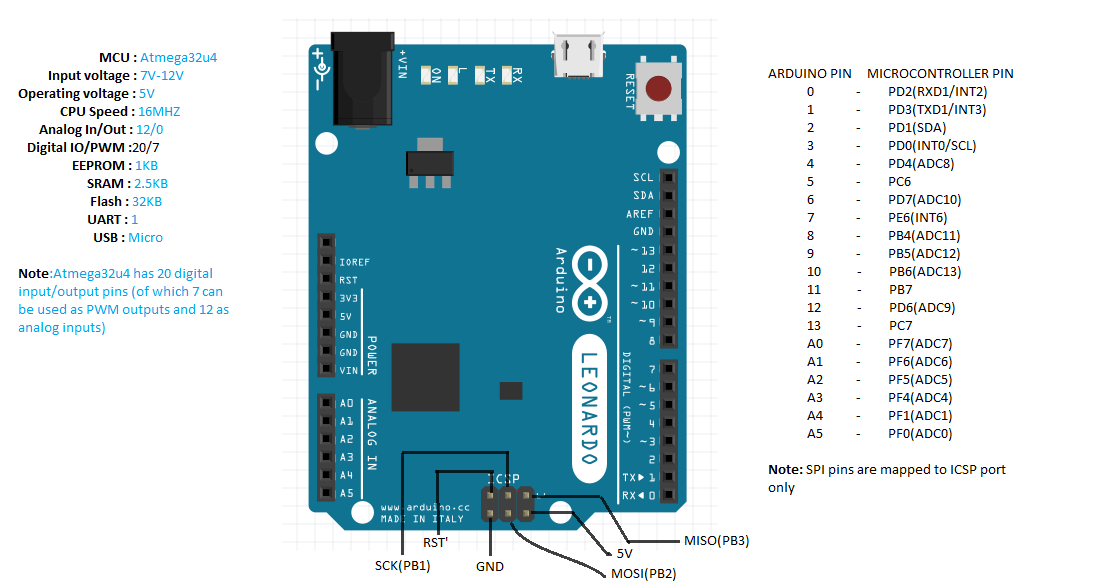 MCU : Atmega32u4
Input voltage : 7V-12V
Operating voltage : 5V
CPU Speed : 16MHZ
Analog In/Out : 12/0
Digital IO/PWM :20/7
EEPROM : 1KB
SRAM : 2.5KB
Flash : 32KB
UART : 1
USB : Micro
Note:Atmega32u4 has 20 digital
input/output pins (of which 7 can
be used as PWM outputs and 12 as
analog inputs)
+VIN
ON
L
TX
RX
RESET
SCL
SDA
AREF
GND
~ 13
12
~ 11
~ 10
~ 9
8
7
~ 6
~ 5
4
~ 3
2
TX▶ 1
RX◀ 0
DIGITAL (PWM~)
Arduino
TM
LEONARDO
IOREF
RST
3V3
5V
GND
GND
VIN
POWER
A0
A1
A2
A3
A4
A5
ANALOG IN
ICSP
www.arduino.cc
MADE IN ITALY
RST'
SCK(PB1)
GND
5V
MOSI(PB2)
MISO(PB3)
ARDUINO PIN MICROCONTROLLER PIN
0 - PD2(RXD1/INT2)
1 - PD3(TXD1/INT3)
2 - PD1(SDA)
3 - PD0(INT0/SCL)
4 - PD4(ADC8)
5 - PC6
6 - PD7(ADC10)
7 - PE6(INT6)
8 - PB4(ADC11)
9 - PB5(ADC12)
10 - PB6(ADC13)
11 - PB7
12 - PD6(ADC9)
13 - PC7
A0 - PF7(ADC7)
A1 - PF6(ADC6)
A2 - PF5(ADC5)
A3 - PF4(ADC4)
A4 - PF1(ADC1)
A5 - PF0(ADC0)
Note: SPI pins are mapped to ICSP port
only